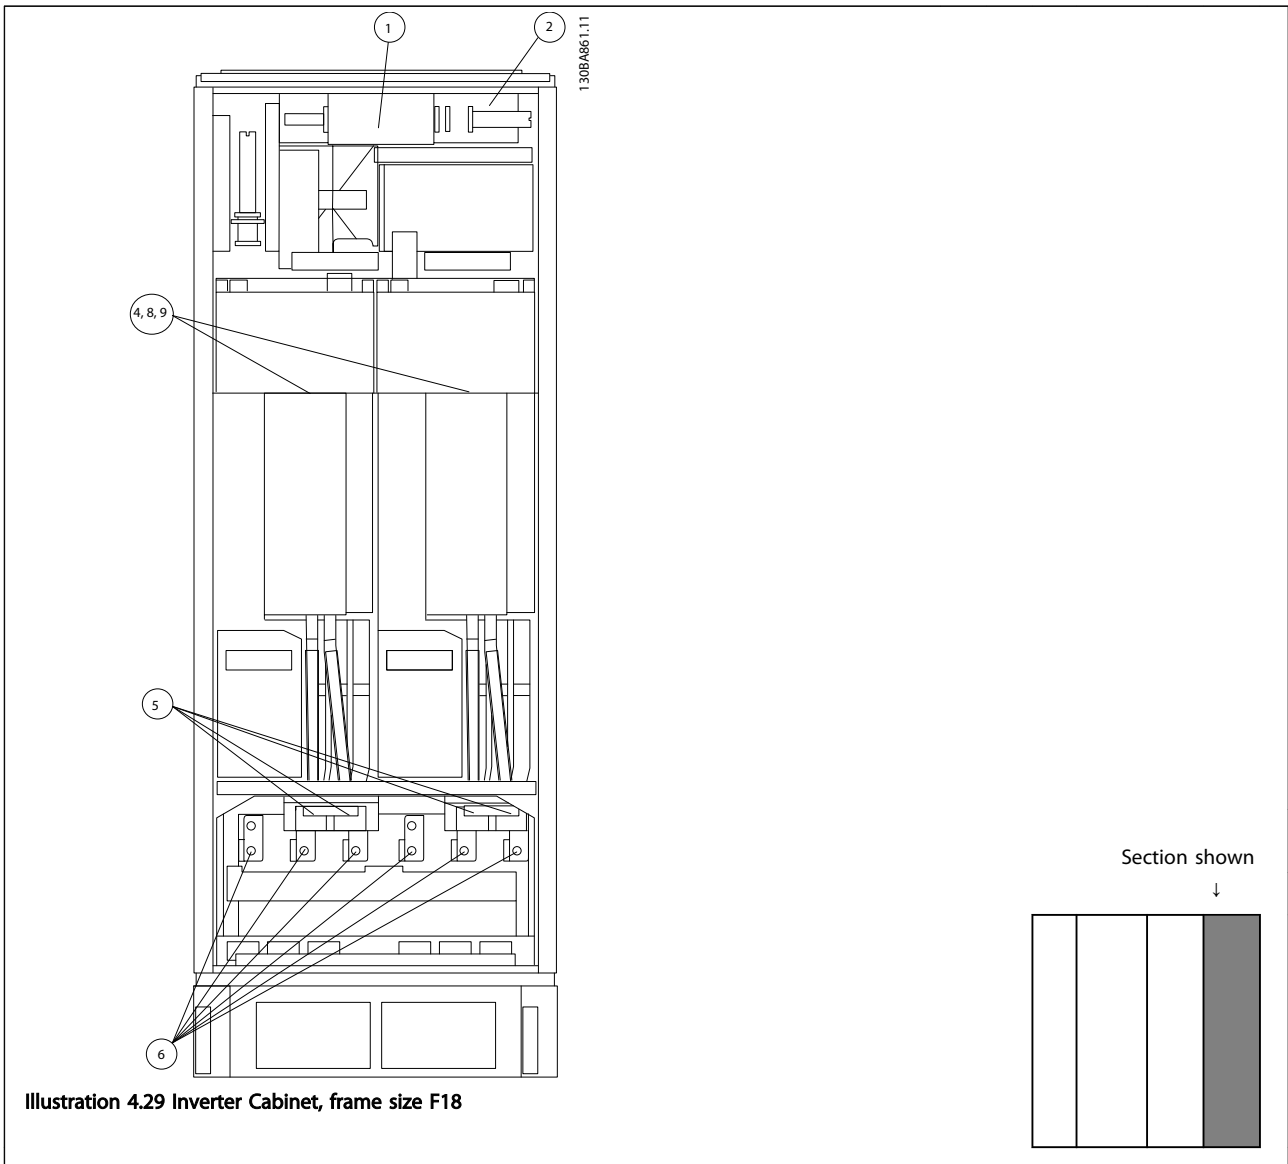 1
2
130BA861.11
4, 8, 9
5
Section shown
↓
6
Illustration 4.29 Inverter Cabinet, frame size F18